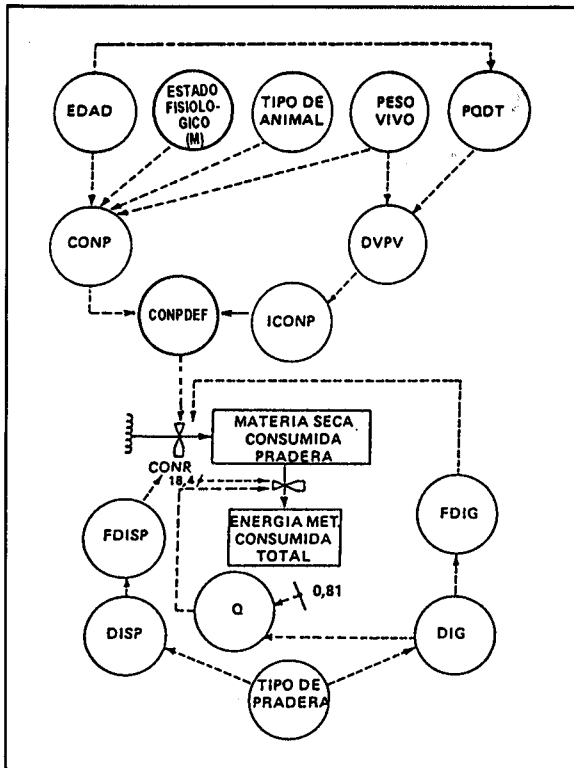 EDAD
ESTADO
FISIOLO-
GICO
(M)
TIPO DE
ANIMAL
PESO
VIVO
PQDT
CONP
DVPV
CONPDEF
ICONP
MATERIA SECA
CONSUMIDA
PRADERA
CONR
18,4
FDISP
ENERGIA MET.
CONSUMIDA
TOTAL
FDIG
Q
0,81
DISP
DIG
TIPO DE
PRADERA